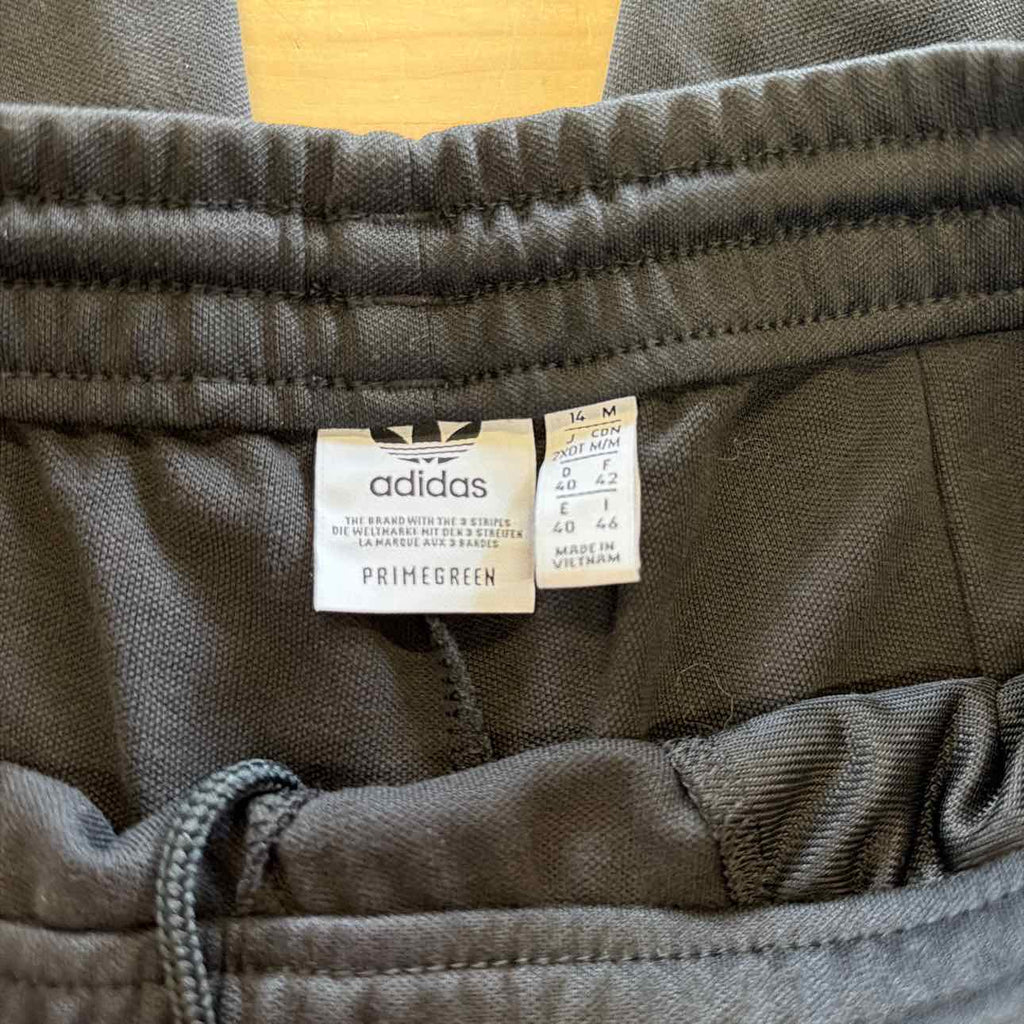 adidas
THE BRAND WITH THE 3 STRIPES
DIE WELTMARKE MIT DEN 3 STREIFEN
LA MARQUE AUX 3 BANDES
PRIMEGREEN
14 M
J CDN
2XOT M/M
D F
40 42
E I
40 46
MADE IN
VIETNAM